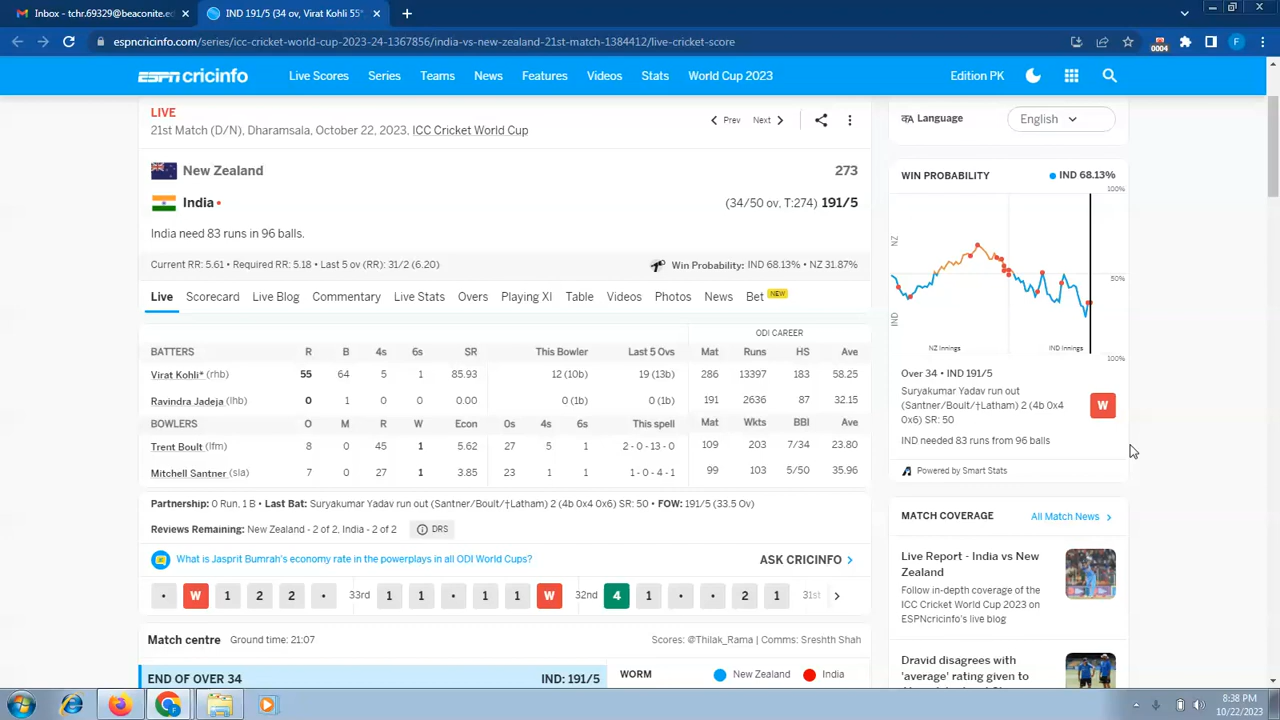 Inbox - tchr.69329@beaconite.ed
IND 191/5 (34 ov, Virat Kohli 55*
espncricinfo.com/series/icc-cricket-world-cup-2023-24-1367856/india-vs-new-zealand-21st-match-1384412/live-cricket-score
0004
F
ESPN cricinfo
Live Scores Series Teams News Features Videos Stats World Cup 2023
Edition PK
LIVE
21st Match (D/N), Dharamsala, October 22, 2023, ICC Cricket World Cup
Prev Next
New Zealand 273
India (34/50 ov, T:274) 191/5
India need 83 runs in 96 balls.
Current RR: 5.61 • Required RR: 5.18 • Last 5 ov (RR): 31/2 (6.20)
Win Probability: IND 68.13% • NZ 31.87%
Live Scorecard Live Blog Commentary Live Stats Overs Playing XI Table Videos Photos News Bet NEW
ODI CAREER
BATTERS R B 4s 6s SR This Bowler Last 5 Ovs Mat Runs HS Ave
Virat Kohli* (rhb) 55 64 5 1 85.93 12 (10b) 19 (13b) 286 13397 183 58.25
Ravindra Jadeja (lhb) 0 1 0 0 0.00 0 (1b) 0 (1b) 191 2636 87 32.15
BOWLERS O M R W Econ 0s 4s 6s This spell Mat Wkts BBI Ave
Trent Boult (lfm) 8 0 45 1 5.62 27 5 1 2 - 0 - 13 - 0 109 203 7/34 23.80
Mitchell Santner (sla) 7 0 27 1 3.85 23 1 1 1 - 0 - 4 - 1 99 103 5/50 35.96
Partnership: 0 Run, 1 B • Last Bat: Suryakumar Yadav run out (Santner/Boult/†Latham) 2 (4b 0x4 0x6) SR: 50 • FOW: 191/5 (33.5 Ov)
Reviews Remaining: New Zealand - 2 of 2, India - 2 of 2 DRS
What is Jasprit Bumrah's economy rate in the powerplays in all ODI World Cups? ASK CRICINFO
• W 1 2 2 • 33rd 1 1 • 1 1 W 32nd 4 1 • • 2 1 31st
Match centre Ground time: 21:07
Scores: @Thilak_Rama | Comms: Sreshth Shah
END OF OVER 34 IND: 191/5
WORM New Zealand India
Language English
WIN PROBABILITY IND 68.13%
100%
NZ
50%
IND
NZ Innings IND Innings
100%
Over 34 • IND 191/5
Suryakumar Yadav run out
(Santner/Boult/†Latham) 2 (4b 0x4
0x6) SR: 50
W
IND needed 83 runs from 96 balls
Powered by Smart Stats
MATCH COVERAGE All Match News
Live Report - India vs New
Zealand
Follow in-depth coverage of the
ICC Cricket World Cup 2023 on
ESPNcricinfo's live blog
Dravid disagrees with
'average' rating given to
8:38 PM
10/22/2023